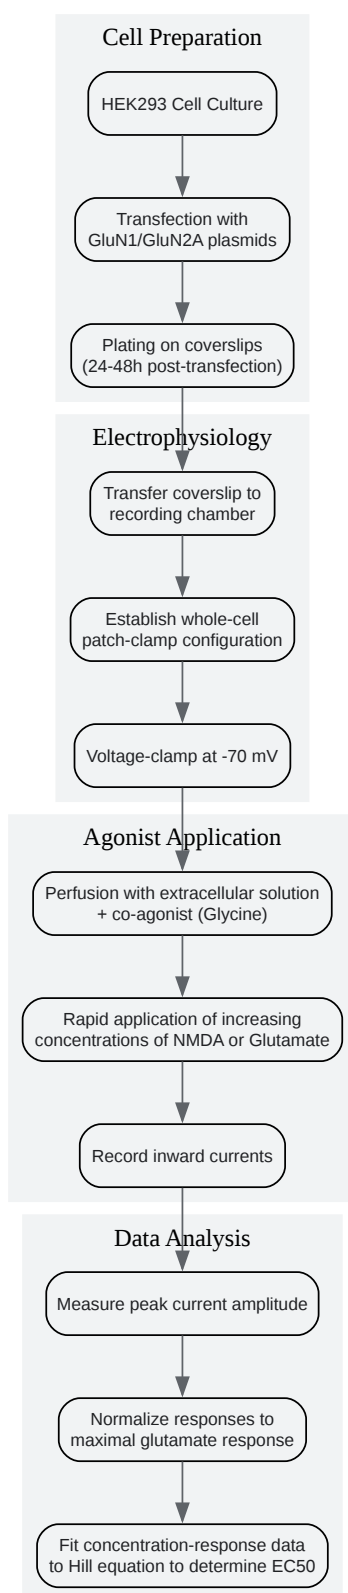 Cell Preparation
HEK293 Cell Culture
Transfection with
GluN1/GluN2A plasmids
Plating on coverslips
(24-48h post-transfection)
Electrophysiology
Transfer coverslip to
recording chamber
Establish whole-cell
patch-clamp configuration
Voltage-clamp at -70 mV
Agonist Application
Perfusion with extracellular solution
+ co-agonist (Glycine)
Rapid application of increasing
concentrations of NMDA or Glutamate
Record inward currents
Data Analysis
Measure peak current amplitude
Normalize responses to
maximal glutamate response
Fit concentration-response data
to Hill equation to determine EC50